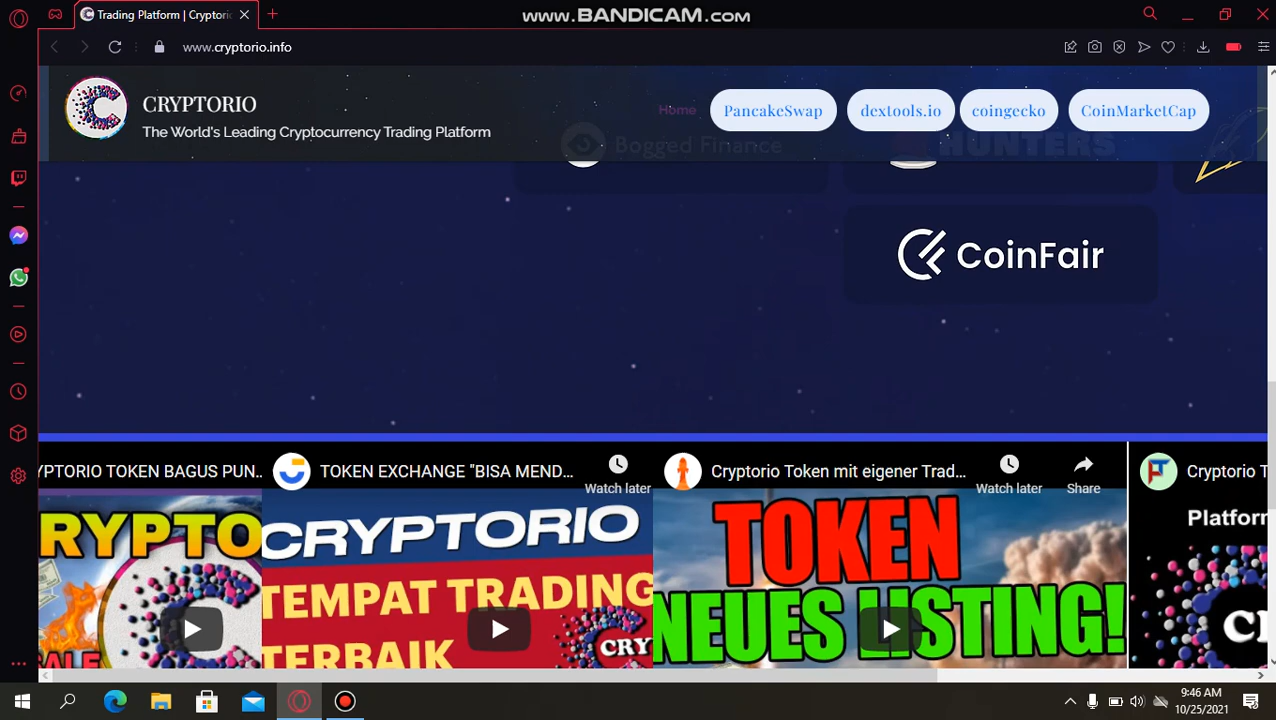 www.BANDICAM.com
Trading Platform | Cryptori
www.cryptorio.info
CRYPTORIO
The World's Leading Cryptocurrency Trading Platform
Home
PancakeSwap
dextools.io
coingecko
CoinMarketCap
Bogged Finance
HUNTERS
CoinFair
YPTORIO TOKEN BAGUS PUN...
TOKEN EXCHANGE "BISA MEND...
Watch later
Cryptorio Token mit eigener Trad...
Watch later
Share
Cryptorio T
RYPTO
ALE
CRYPTORIO
TEMPAT TRADING
TERBAIK
CRY
TOKEN
NEUES LISTING!
Platforr
9:46 AM
10/25/2021